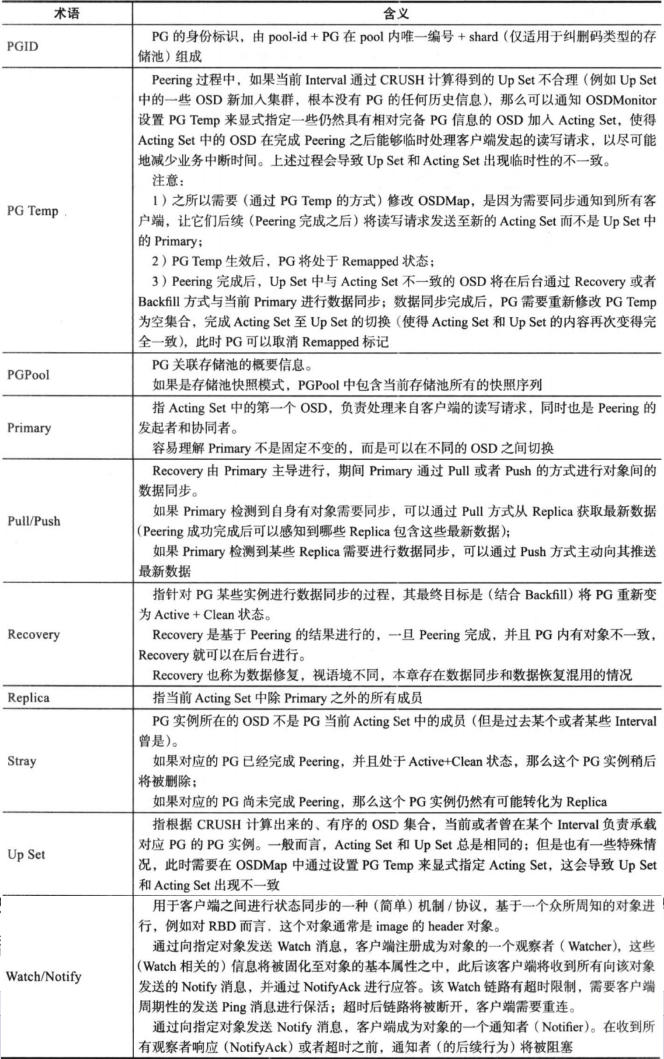 术语
含义
PGID
PG 的身份标识，由 pool-id + PG 在 pool 内唯一编号 + shard（仅适用于纠删码类型的存
储池）组成
PG Temp
Peering 过程中，如果当前 Interval 通过 CRUSH 计算得到的 Up Set 不合理（例如 Up Set
中的一些 OSD 新加入集群，根本没有 PG 的任何历史信息），那么可以通知 OSDMonitor
设置 PG Temp 来显式指定一些仍然具有相对完备 PG 信息的 OSD 加入 Acting Set，使得
Acting Set 中的 OSD 在完成 Peering 之后能够临时处理客户端发起的读写请求，以尽可能
地减少业务中断时间。上述过程会导致 Up Set 和 Acting Set 出现临时性的不一致。
注意：
1）之所以需要（通过 PG Temp 的方式）修改 OSDMap，是因为需要同步通知到所有客
户端，让它们后续（Peering 完成之后）将读写请求发送至新的 Acting Set 而不是 Up Set 中
的 Primary；
2）PG Temp 生效后，PG 将处于 Remapped 状态；
3）Peering 完成后，Up Set 中与 Acting Set 不一致的 OSD 将在后台通过 Recovery 或者
Backfill 方式与当前 Primary 进行数据同步；数据同步完成后，PG 需要重新修改 PG Temp
为空集合，完成 Acting Set 至 Up Set 的切换（使得 Acting Set 和 Up Set 的内容再次变得完
全一致），此时 PG 可以取消 Remapped 标记
PGPool
PG 关联存储池的概要信息。
如果是存储池快照模式，PGPool 中包含当前存储池所有的快照序列
Primary
指 Acting Set 中的第一个 OSD，负责处理来自客户端的读写请求，同时也是 Peering 的
发起者和协同者。
容易理解 Primary 不是固定不变的，而是可以在不同的 OSD 之间切换
Pull/Push
Recovery 由 Primary 主导进行，期间 Primary 通过 Pull 或者 Push 的方式进行对象间的
数据同步。
如果 Primary 检测到自身有对象需要同步，可以通过 Pull 方式从 Replica 获取最新数据
（Peering 成功完成后可以感知到哪些 Replica 包含这些最新数据）；
如果 Primary 检测到某些 Replica 需要进行数据同步，可以通过 Push 方式主动向其推送
最新数据
Recovery
指针对 PG 某些实例进行数据同步的过程，其最终目标是（结合 Backfill）将 PG 重新变
为 Active + Clean 状态。
Recovery 是基于 Peering 的结果进行的，一旦 Peering 完成，并且 PG 内有对象不一致，
Recovery 就可以在后台进行。
Recovery 也称为数据修复，视语境不同，本章存在数据同步和数据恢复混用的情况
Replica
指当前 Acting Set 中除 Primary 之外的所有成员
Stray
PG 实例所在的 OSD 不是 PG 当前 Acting Set 中的成员（但是过去某个或者某些 Interval
曾是）。
如果对应的 PG 已经完成 Peering，并且处于 Active+Clean 状态，那么这个 PG 实例稍后
将被删除；
如果对应的 PG 尚未完成 Peering，那么这个 PG 实例仍然有可能转化为 Replica
Up Set
指根据 CRUSH 计算出来的、有序的 OSD 集合，当前或者曾在某个 Interval 负责承载
对应 PG 的 PG 实例。一般而言，Acting Set 和 Up Set 总是相同的；但是也有一些特殊情
况，此时需要在 OSDMap 中通过设置 PG Temp 来显式指定 Acting Set，这会导致 Up Set
和 Acting Set 出现不一致
Watch/Notify
用于客户端之间进行状态同步的一种（简单）机制 / 协议，基于一个众所周知的对象进
行，例如对 RBD 而言，这个对象通常是 image 的 header 对象。
通过向指定对象发送 Watch 消息，客户端注册成为对象的一个观察者（Watcher），这些
（Watch 相关的）信息将被固化至对象的基本属性之中，此后该客户端将收到所有向该对象
发送的 Notify 消息，并通过 NotifyAck 进行应答。该 Watch 链路有超时限制，需要客户端
周期性的发送 Ping 消息进行保活；超时后链路将被断开，客户端需要重连。
通过向指定对象发送 Notify 消息，客户端成为对象的一个通知者（Notifier）。在收到所
有观察者响应（NotifyAck）或者超时之前，通知者（的后续行为）将被阻塞